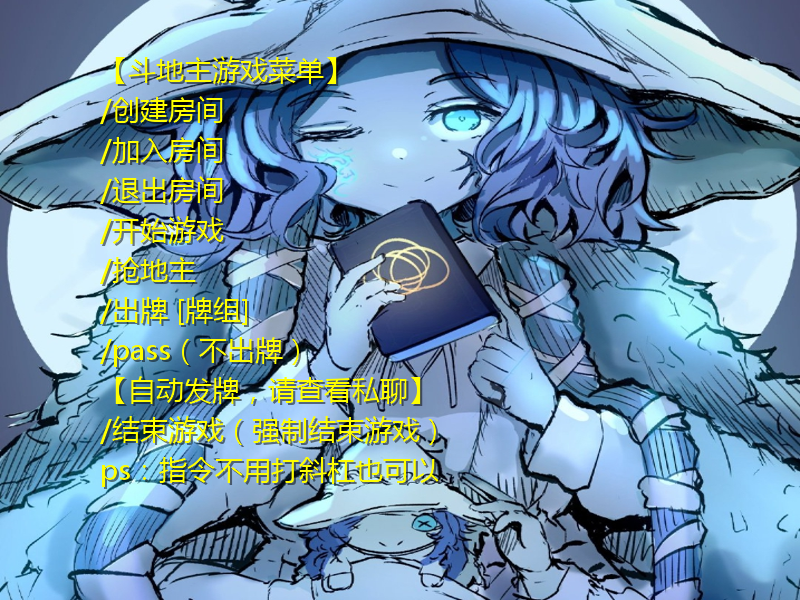 【斗地主游戏菜单】
/创建房间
/加入房间
/退出房间
/开始游戏
/抢地主
/出牌 [牌组]
/pass（不出牌）
【自动发牌，请查看私聊】
/结束游戏（强制结束游戏）
ps：指令不用打斜杠也可以